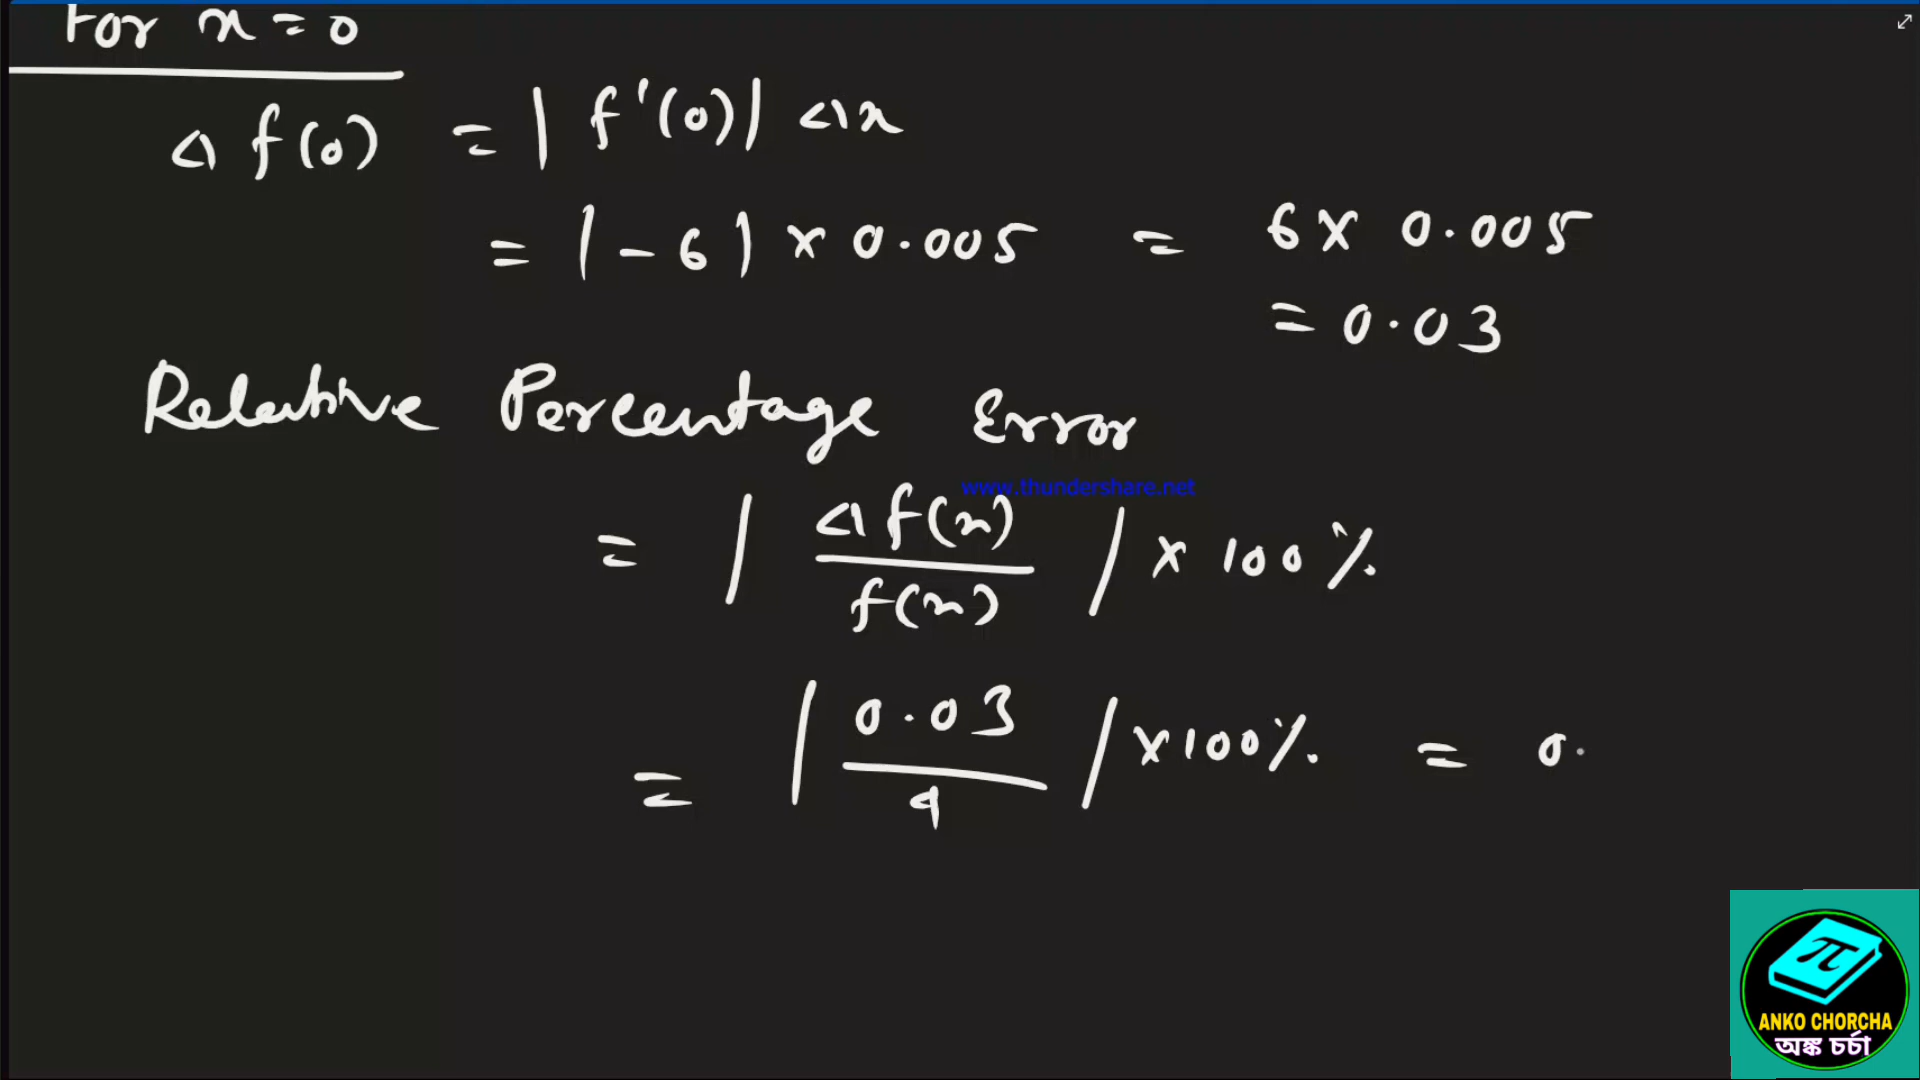 For x = 0
Δ f(0) = | f'(0)| Δx
= |-6| × 0.005 = 6 × 0.005
= 0.03
Relative Percentage Error
www.thundershare.net
= | Δf(x) / f(x) | × 100 %
= | 0.03 / 4 | × 100 % = 0.
π
ANKO CHORCHA
অঙ্ক চর্চা